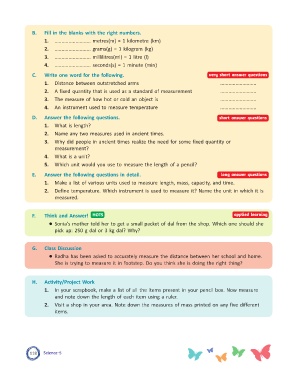 B. Fill in the blanks with the right numbers.
1. ........................ metres(m) = 1 kilometre (km)
2. ........................ grams(g) = 1 kilogram (kg)
3. ........................ millilitres(ml) = 1 litre (l)
4. ........................ seconds(s) = 1 minute (min)
C. Write one word for the following. very short answer questions
1. Distance between outstretched arms ........................
2. A fixed quantity that is used as a standard of measurement ........................
3. The measure of how hot or cold an object is ........................
4. An instrument used to measure temperature ........................
D. Answer the following questions. short answer questions
1. What is length?
2. Name any two measures used in ancient times.
3. Why did people in ancient times realize the need for some fixed quantity or
measurement?
4. What is a unit?
5. Which unit would you use to measure the length of a pencil?
E. Answer the following questions in detail. long answer questions
1. Make a list of various units used to measure length, mass, capacity, and time.
2. Define temperature. Which instrument is used to measure it? Name the unit in which it is
measured.
F. Think and Answer! HOTS applied learning
● Sonia's mother told her to get a small packet of dal from the shop. Which one should she
pick up: 250 g dal or 3 kg dal? Why?
G. Class Discussion
● Radha has been asked to accurately measure the distance between her school and home.
She is trying to measure it in footstep. Do you think she is doing the right thing?
H. Activity/Project Work
1. In your scrapbook, make a list of all the items present in your pencil box. Now measure
and note down the length of each item using a ruler.
2. Visit a shop in your area. Note down the measures of mass printed on any five different
items.
Science-5